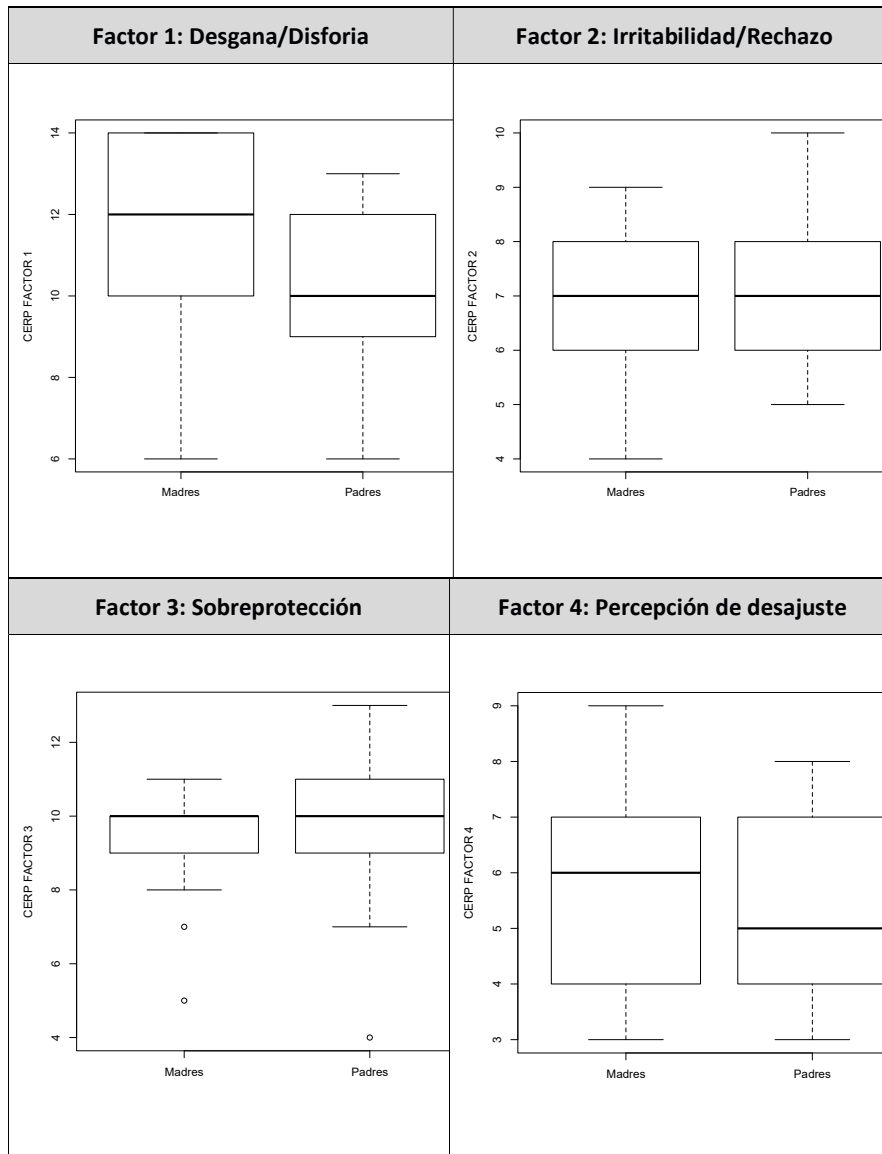 Factor 1: Desgana/Disforia
Factor 2: Irritabilidad/Rechazo
CERP FACTOR 1
14
12
10
8
6
Madres
Padres
CERP FACTOR 2
10
9
8
7
6
5
4
Madres
Padres
Factor 3: Sobreprotección
Factor 4: Percepción de desajuste
CERP FACTOR 3
12
10
8
6
4
Madres
Padres
CERP FACTOR 4
9
8
7
6
5
4
3
Madres
Padres